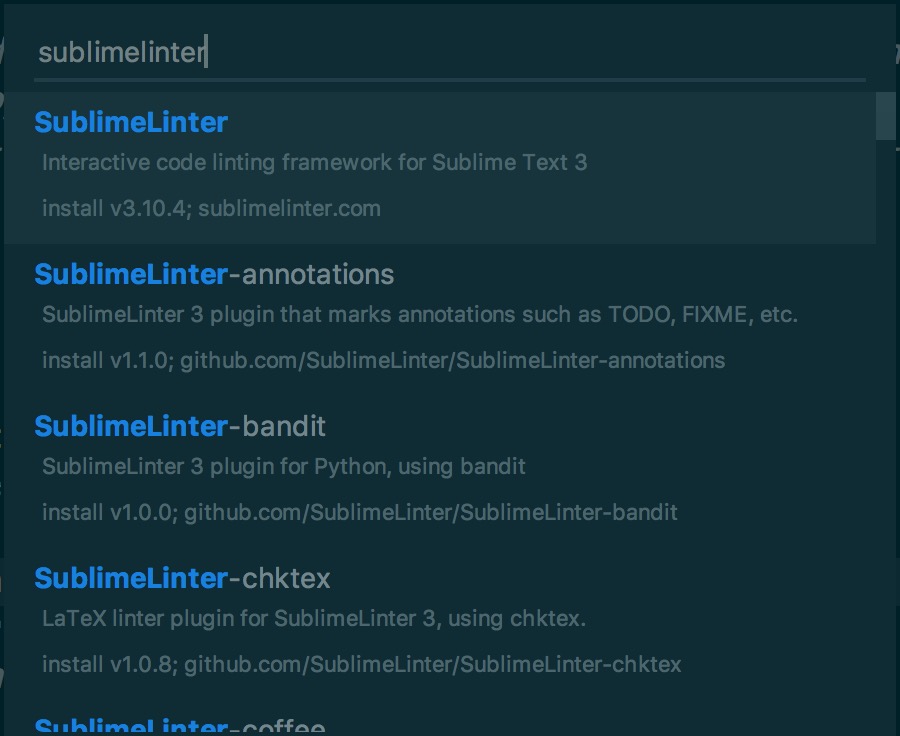 sublimelinter
SublimeLinter
Interactive code linting framework for Sublime Text 3
install v3.10.4; sublimelinter.com
SublimeLinter-annotations
SublimeLinter 3 plugin that marks annotations such as TODO, FIXME, etc.
install v1.1.0; github.com/SublimeLinter/SublimeLinter-annotations
SublimeLinter-bandit
SublimeLinter 3 plugin for Python, using bandit
install v1.0.0; github.com/SublimeLinter/SublimeLinter-bandit
SublimeLinter-chktex
LaTeX linter plugin for SublimeLinter 3, using chktex.
install v1.0.8; github.com/SublimeLinter/SublimeLinter-chktex
SublimeLinter-coffee